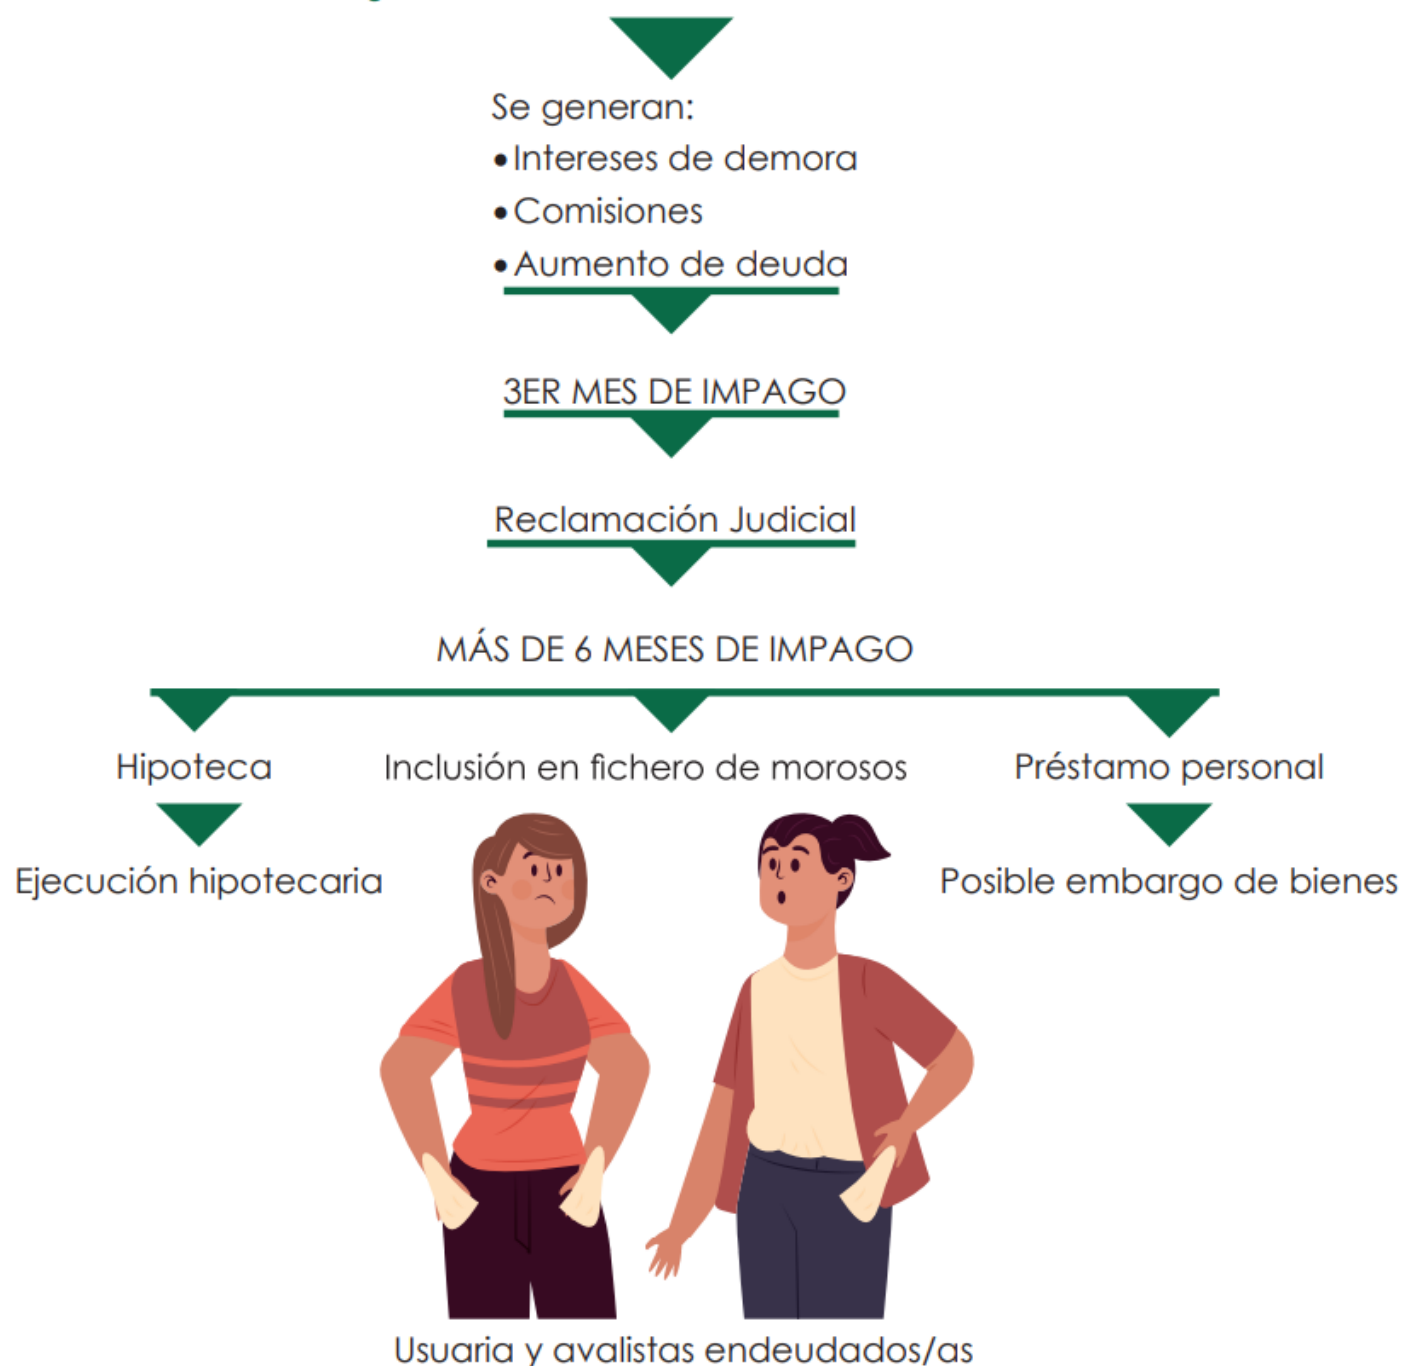 Se generan:
•Intereses de demora
•Comisiones
•Aumento de deuda
3ER MES DE IMPAGO
Reclamación Judicial
MÁS DE 6 MESES DE IMPAGO
Hipoteca
Inclusión en fichero de morosos
Préstamo personal
Ejecución hipotecaria
Posible embargo de bienes
Usuaria y avalistas endeudados/as